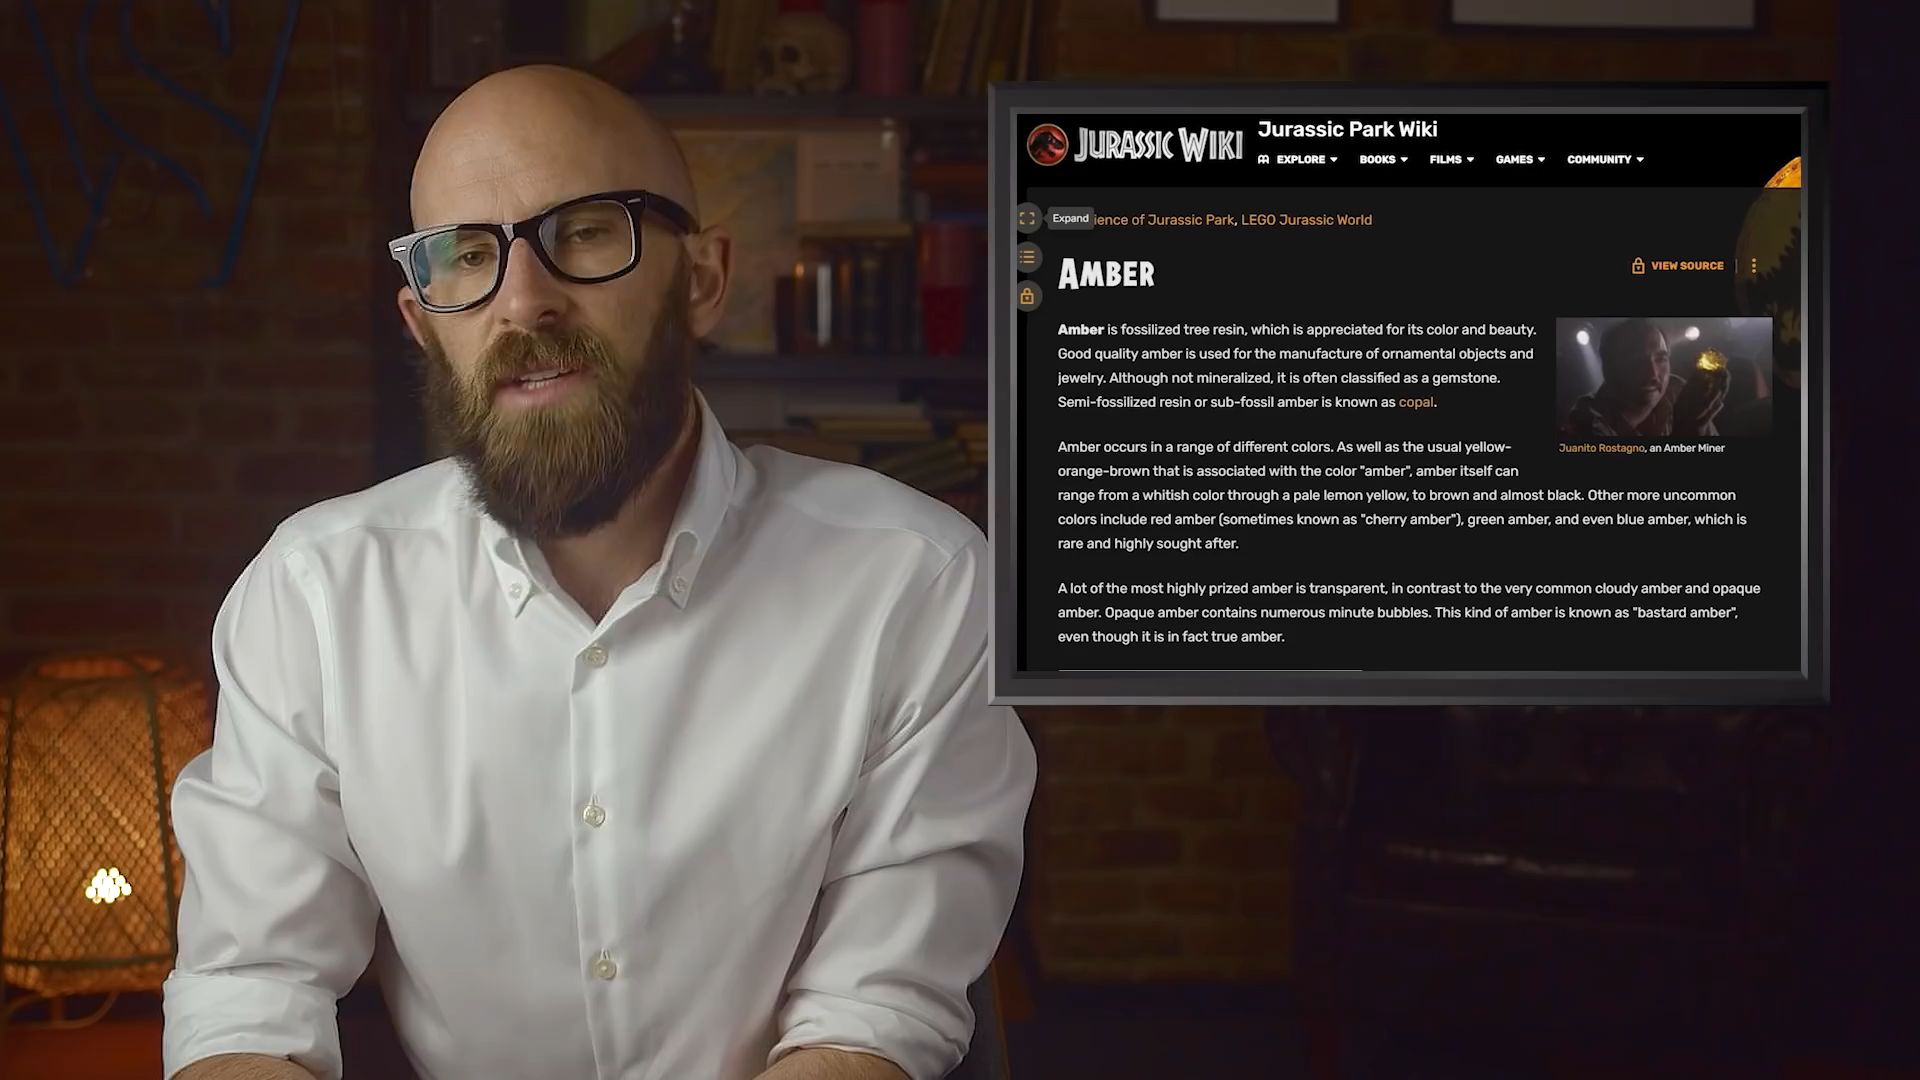 JURASSIC WIKI
Jurassic Park Wiki
EXPLORE BOOKS FILMS GAMES COMMUNITY
Expand
ience of Jurassic Park, LEGO Jurassic World
AMBER
VIEW SOURCE
Amber is fossilized tree resin, which is appreciated for its color and beauty.
Good quality amber is used for the manufacture of ornamental objects and
jewelry. Although not mineralized, it is often classified as a gemstone.
Semi-fossilized resin or sub-fossil amber is known as copal.
Juanito Rostagno, an Amber Miner
Amber occurs in a range of different colors. As well as the usual yellow-
orange-brown that is associated with the color "amber", amber itself can
range from a whitish color through a pale lemon yellow, to brown and almost black. Other more uncommon
colors include red amber (sometimes known as "cherry amber"), green amber, and even blue amber, which is
rare and highly sought after.
A lot of the most highly prized amber is transparent, in contrast to the very common cloudy amber and opaque
amber. Opaque amber contains numerous minute bubbles. This kind of amber is known as "bastard amber",
even though it is in fact true amber.